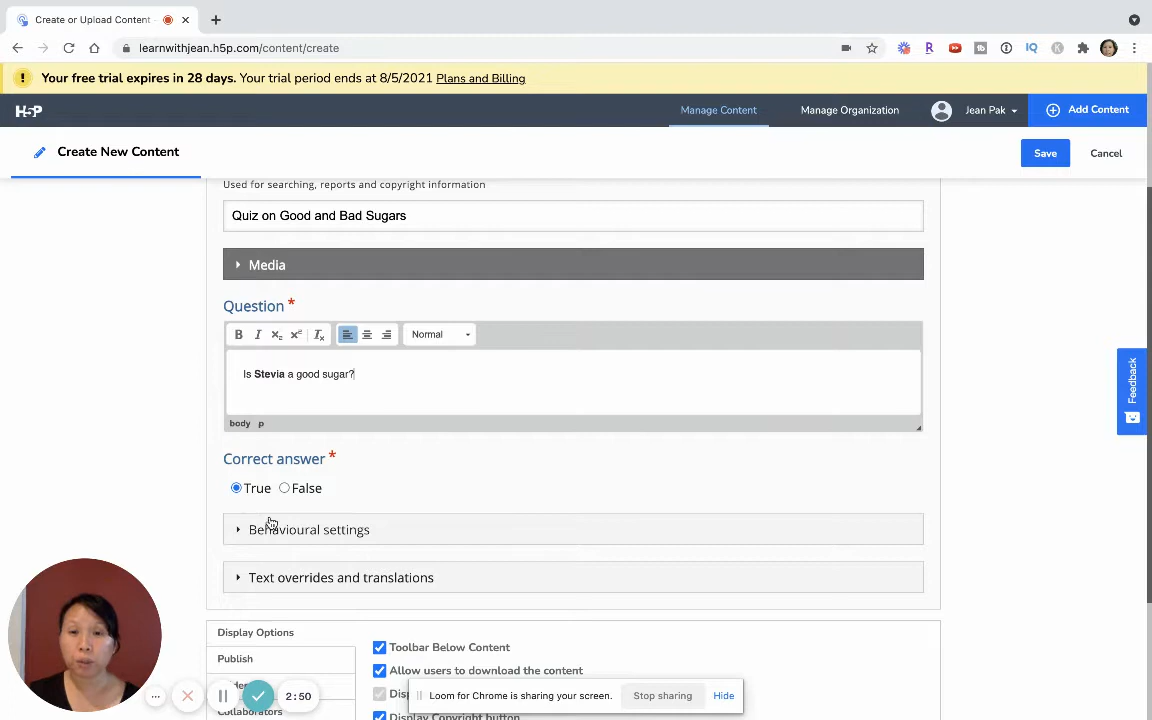 Create or Upload Content -
learnwithjean.h5p.com/content/create
Your free trial expires in 28 days. Your trial period ends at 8/5/2021 Plans and Billing
H5P
Manage Content
Manage Organization
Jean Pak
Add Content
Create New Content
Save
Cancel
Used for searching, reports and copyright information
Quiz on Good and Bad Sugars
Media
Question *
B I x₂ xᵉ Iₓ Normal
Is Stevia a good sugar?
body p
Correct answer *
True False
Behavioural settings
Text overrides and translations
Feedback
Display Options
Publish
Collaborators
Toolbar Below Content
Allow users to download the content
Display Copyright button
2:50
Loom for Chrome is sharing your screen.
Stop sharing
Hide